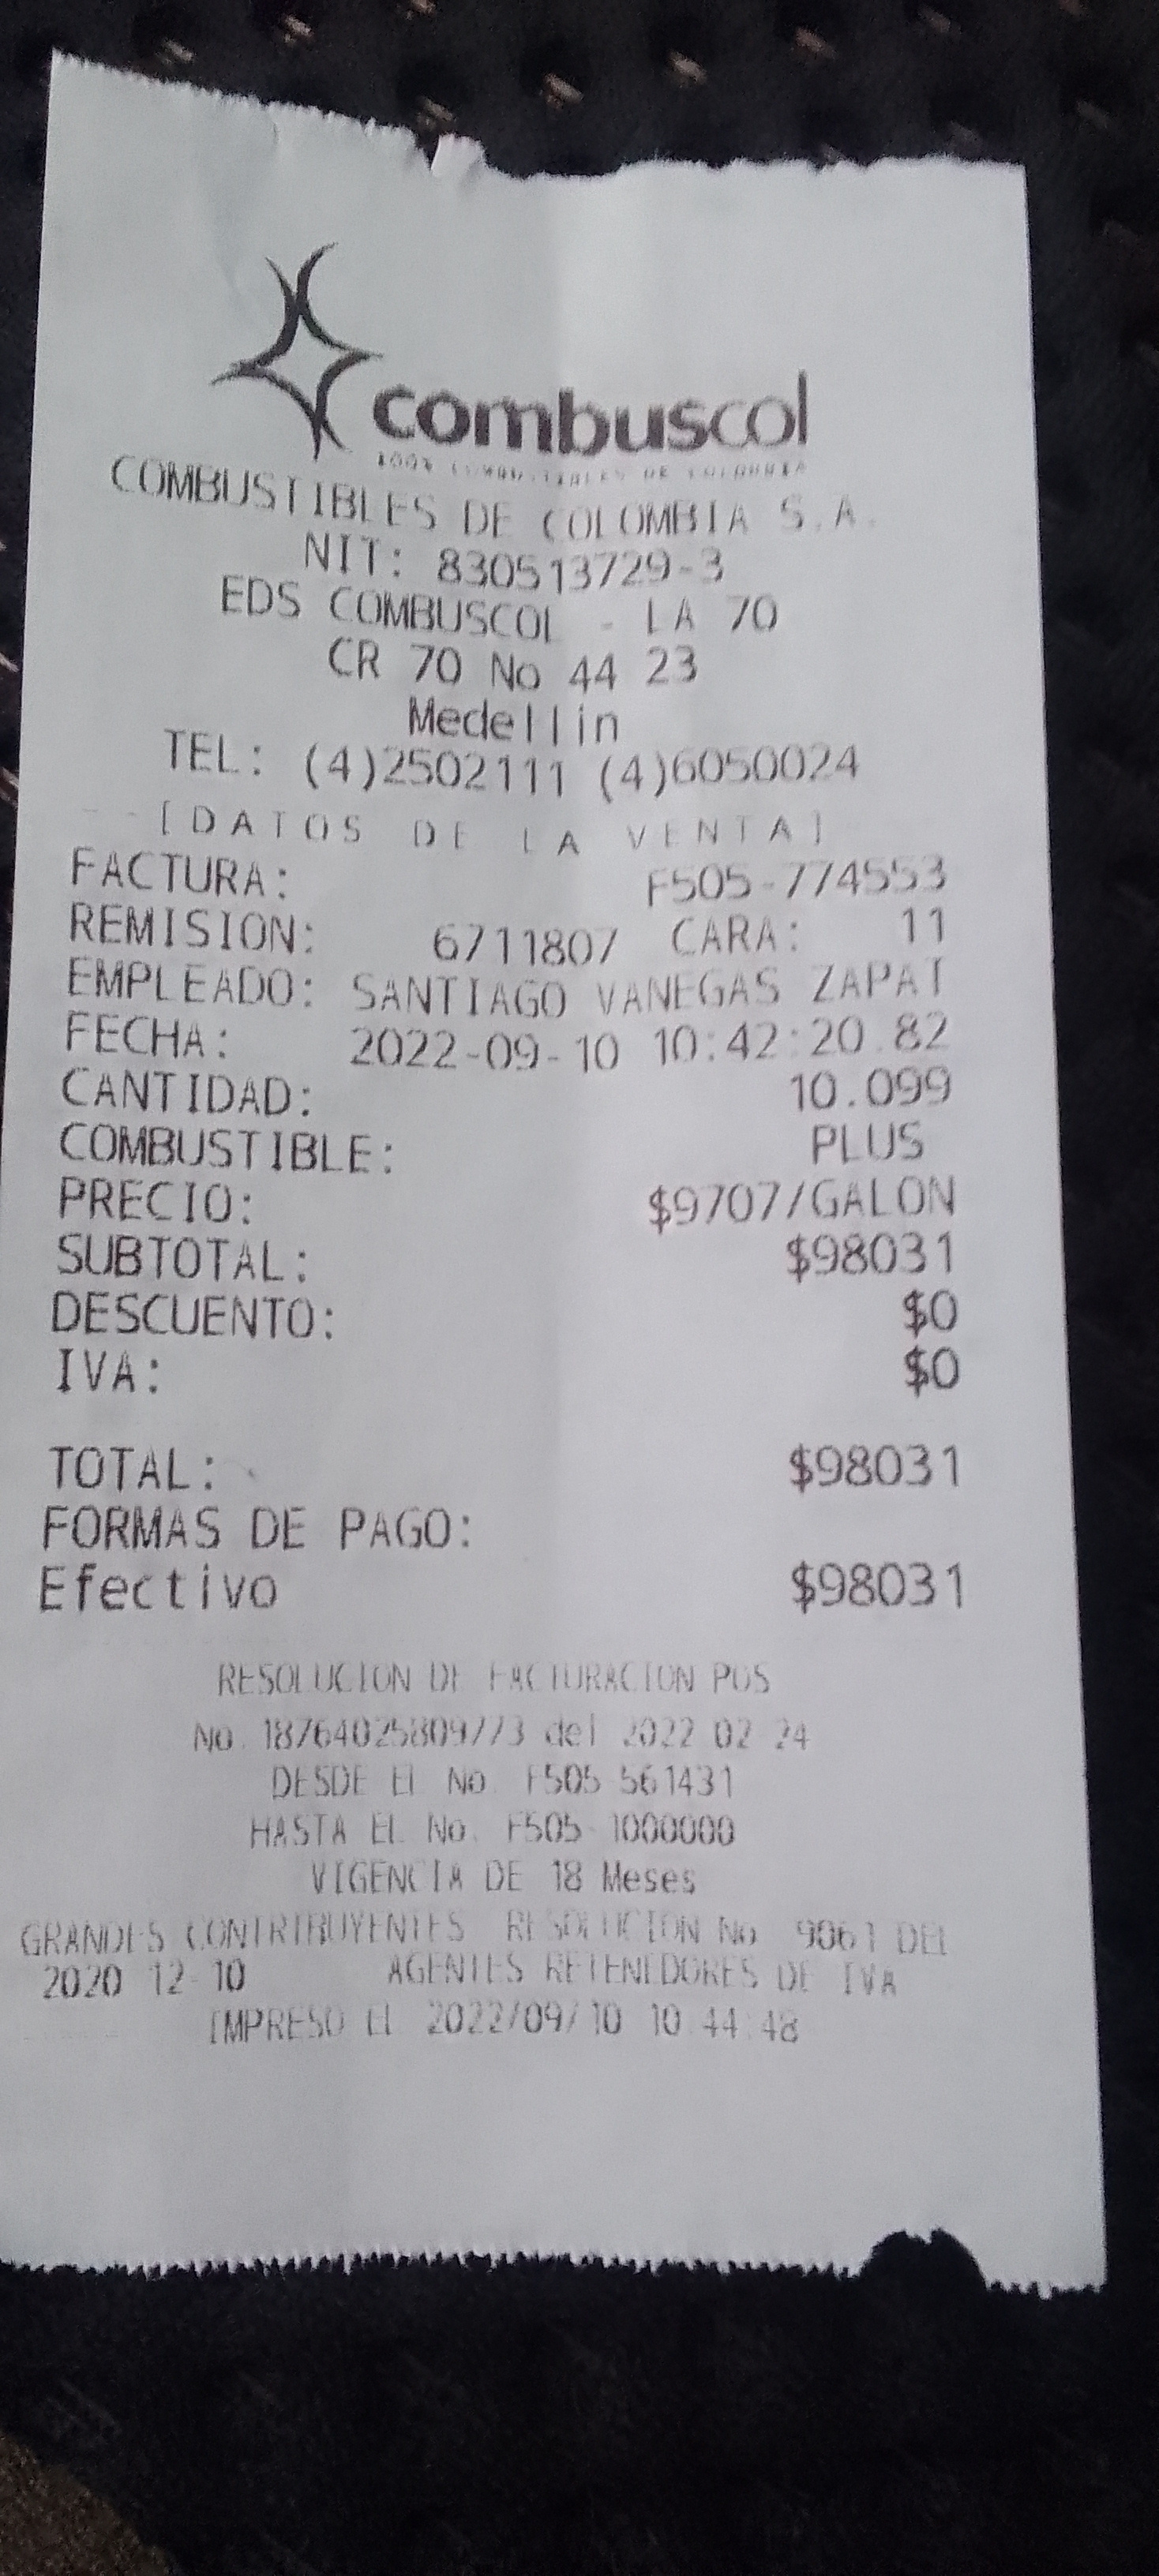 combuscol
100% COMBUSTIBLES DE COLOMBIA
COMBUSTIBLES DE COLOMBIA S.A.
NIT: 830513729-3
EDS COMBUSCOL - LA 70
CR 70 No 44 23
Medellin
TEL: (4)2502111 (4)6050024
[DATOS DE LA VENTA]
FACTURA: F505-774553
REMISION: 6711807 CARA: 11
EMPLEADO: SANTIAGO VANEGAS ZAPAT
FECHA: 2022-09-10 10:42:20.82
CANTIDAD: 10.099
COMBUSTIBLE: PLUS
PRECIO: $9707/GALON
SUBTOTAL: $98031
DESCUENTO: $0
IVA: $0
TOTAL: $98031
FORMAS DE PAGO:
Efectivo $98031
RESOLUCION DE FACTURACION POS
No. 18764025809773 del 2022-02-24
DESDE El No. F505-561431
HASTA El No. F505-1000000
VIGENCIA DE 18 Meses
GRANDES CONTRIBUYENTES RESOLUCION No. 9061 DEL
2020-12-10 AGENTES RETENEDORES DE IVA
IMPRESO El 2022/09/10 10:44:48